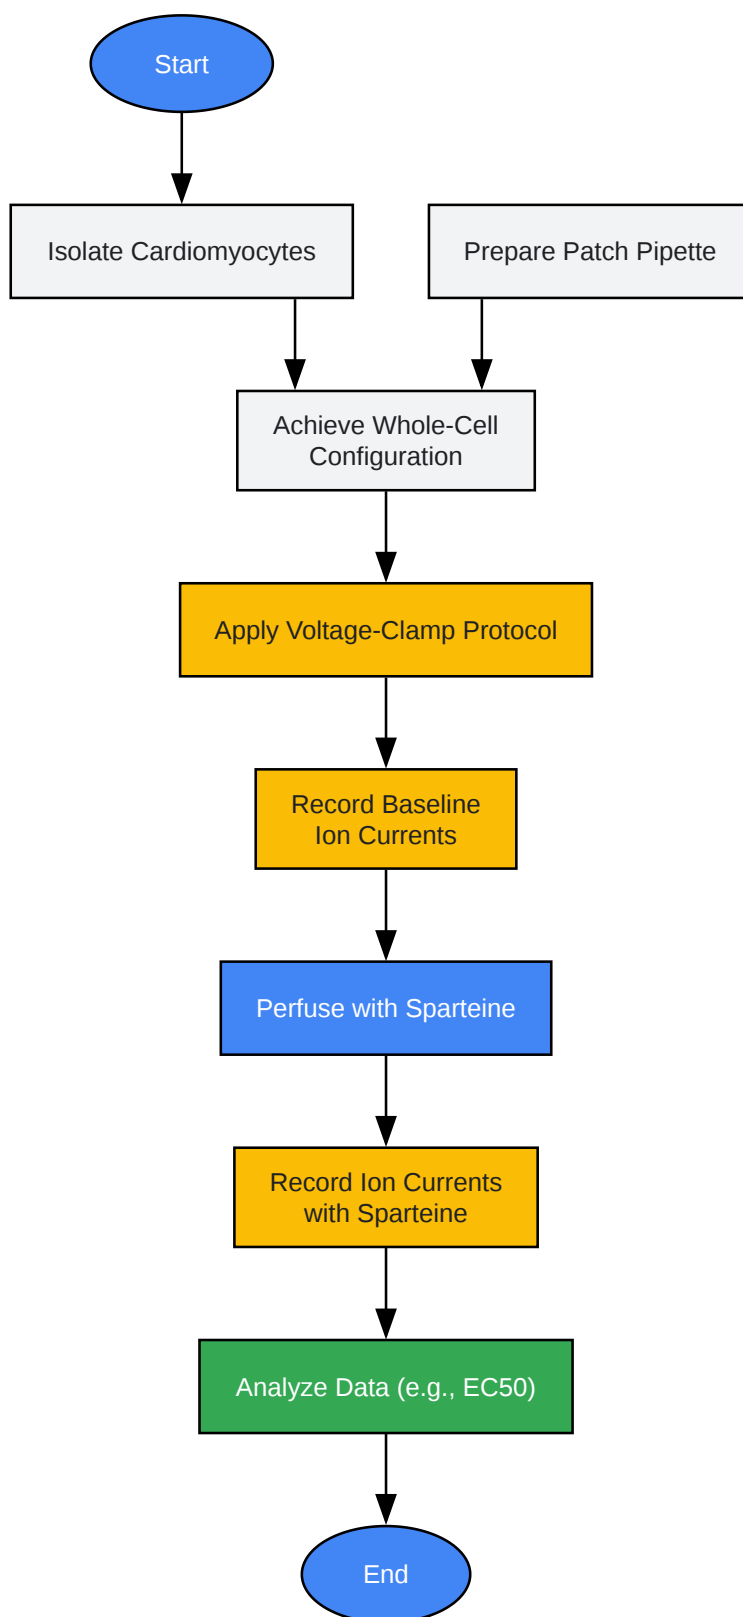 Start
Isolate Cardiomyocytes
Prepare Patch Pipette
Achieve Whole-Cell
Configuration
Apply Voltage-Clamp Protocol
Record Baseline
Ion Currents
Perfuse with Sparteine
Record Ion Currents
with Sparteine
Analyze Data (e.g., EC50)
End